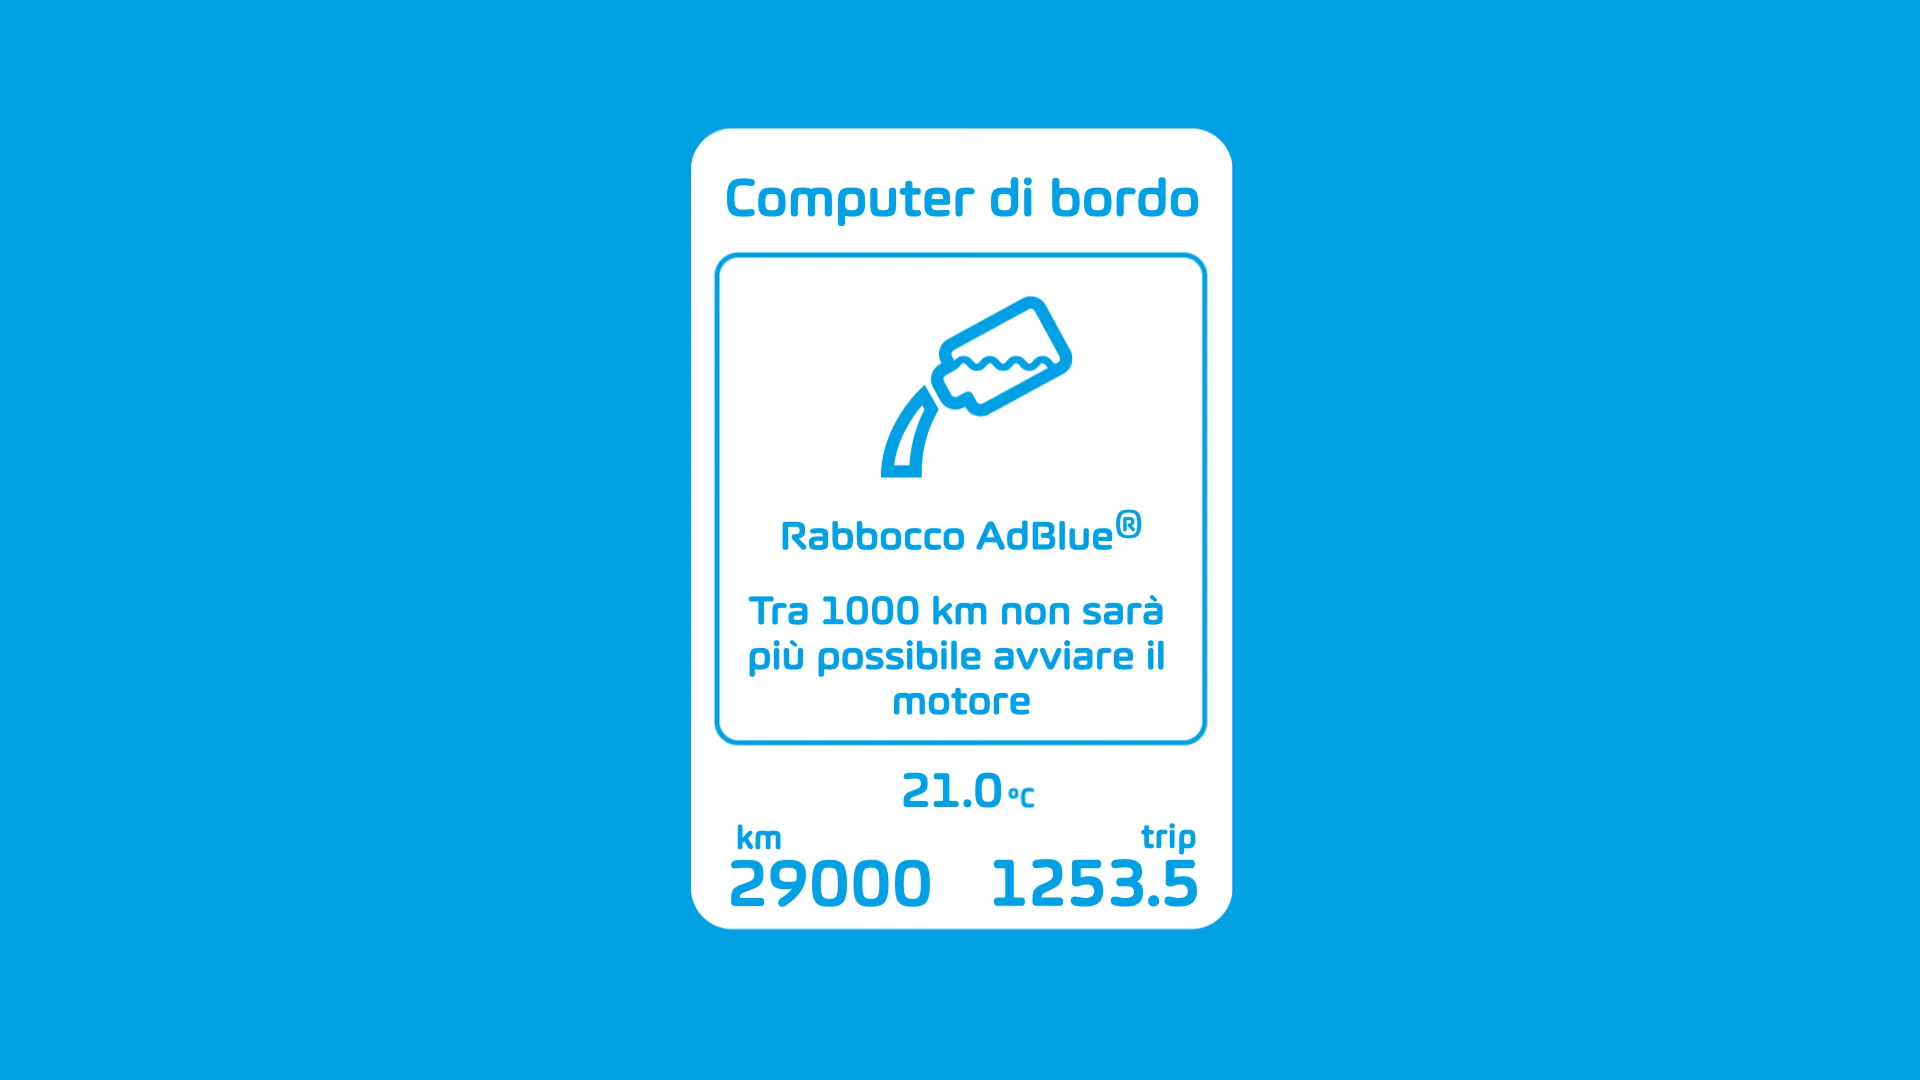 Computer di bordo
Rabbocco AdBlue®
Tra 1000 km non sarà
più possibile avviare il
motore
21.0 °C
km trip
29000 1253.5